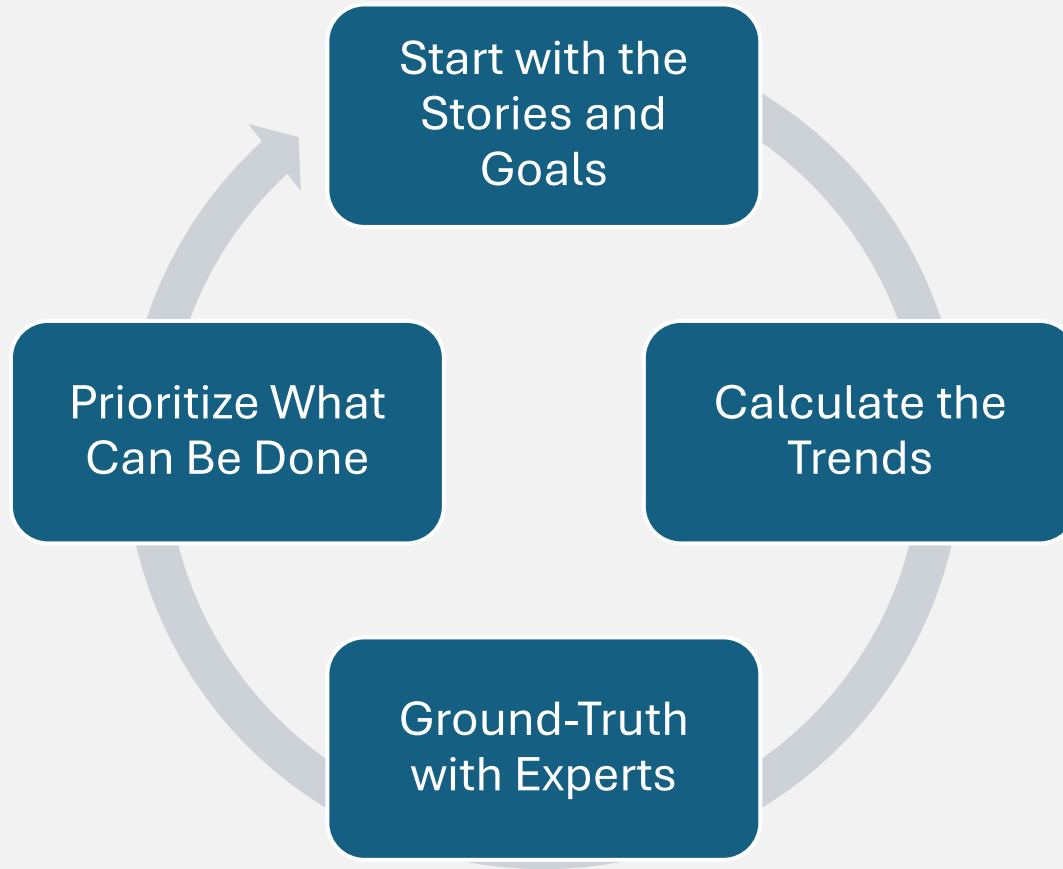 Start with the
Stories and
Goals
Calculate the
Trends
Ground-Truth
with Experts
Prioritize What
Can Be Done